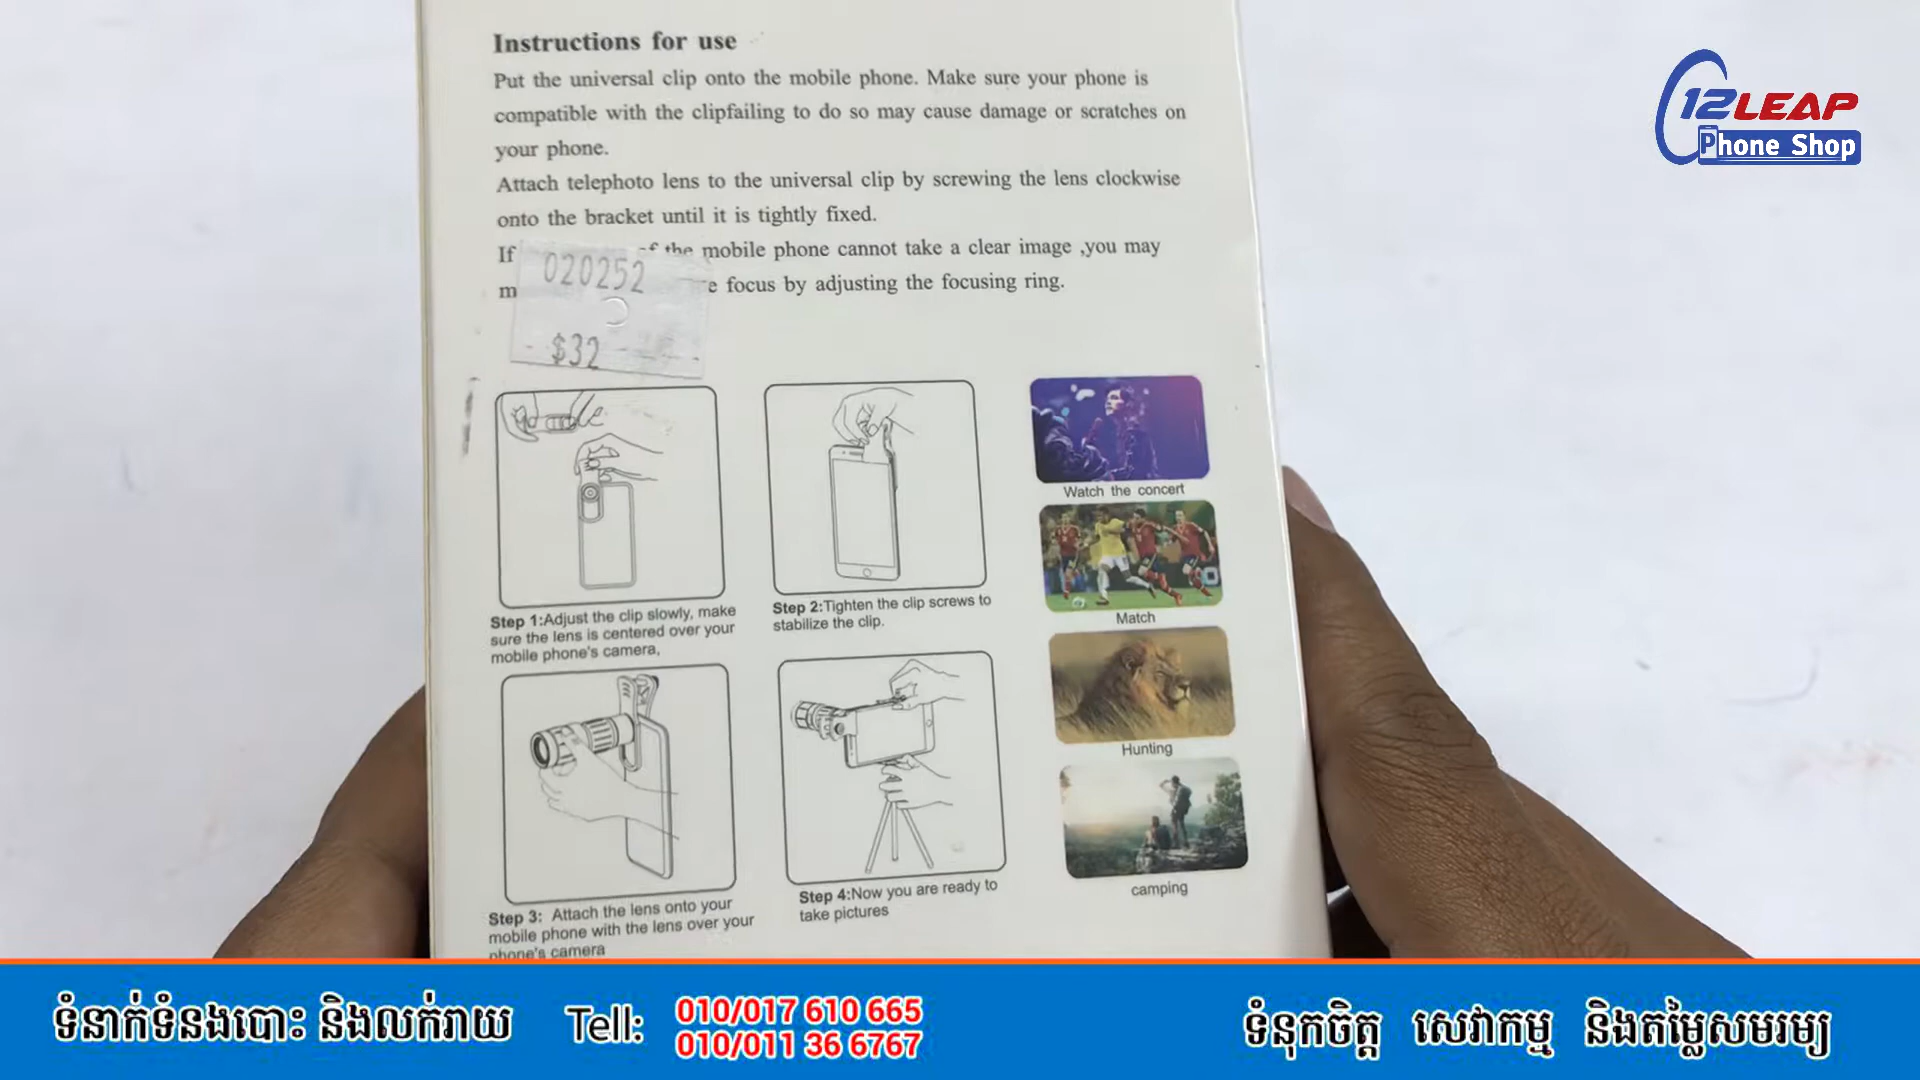 Instructions for use
Put the universal clip onto the mobile phone. Make sure your phone is
compatible with the clipfailing to do so may cause damage or scratches on
your phone.
Attach telephoto lens to the universal clip by screwing the lens clockwise
onto the bracket until it is tightly fixed.
If the mobile phone cannot take a clear image ,you may
focus by adjusting the focusing ring.
020252
$32
Step 1:Adjust the clip slowly, make
sure the lens is centered over your
mobile phone's camera,
Step 2:Tighten the clip screws to
stabilize the clip.
Step 3: Attach the lens onto your
mobile phone with the lens over your
phone's camera
Step 4:Now you are ready to
take pictures
Watch the concert
Match
Hunting
camping
12LEAP
Phone Shop
ទំនាក់ទំនងបោះ និងលក់រាយ
Tell:
010/017 610 665
010/011 36 6767
ទំនុកចិត្ត សេវាកម្ម និងតម្លៃសមរម្យ